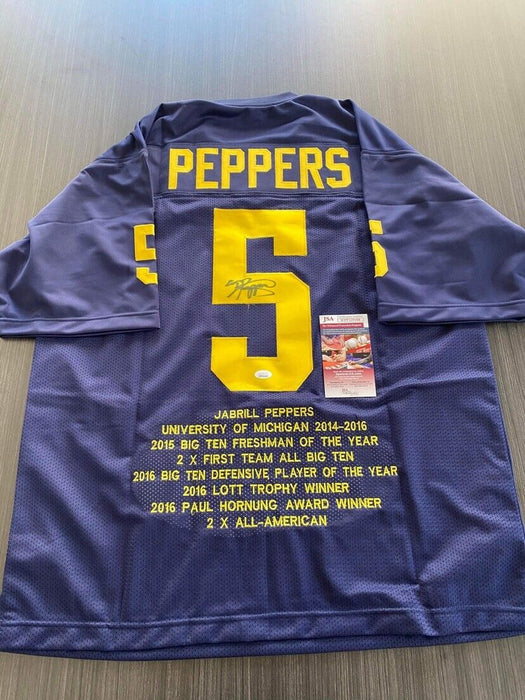 PEPPERS
5
5
5
JSA
JABRILL PEPPERS
UNIVERSITY OF MICHIGAN 2014-2016
2015 BIG TEN FRESHMAN OF THE YEAR
2 X FIRST TEAM ALL BIG TEN
2016 BIG TEN DEFENSIVE PLAYER OF THE YEAR
2016 LOTT TROPHY WINNER
2016 PAUL HORNUNG AWARD WINNER
2 X ALL-AMERICAN